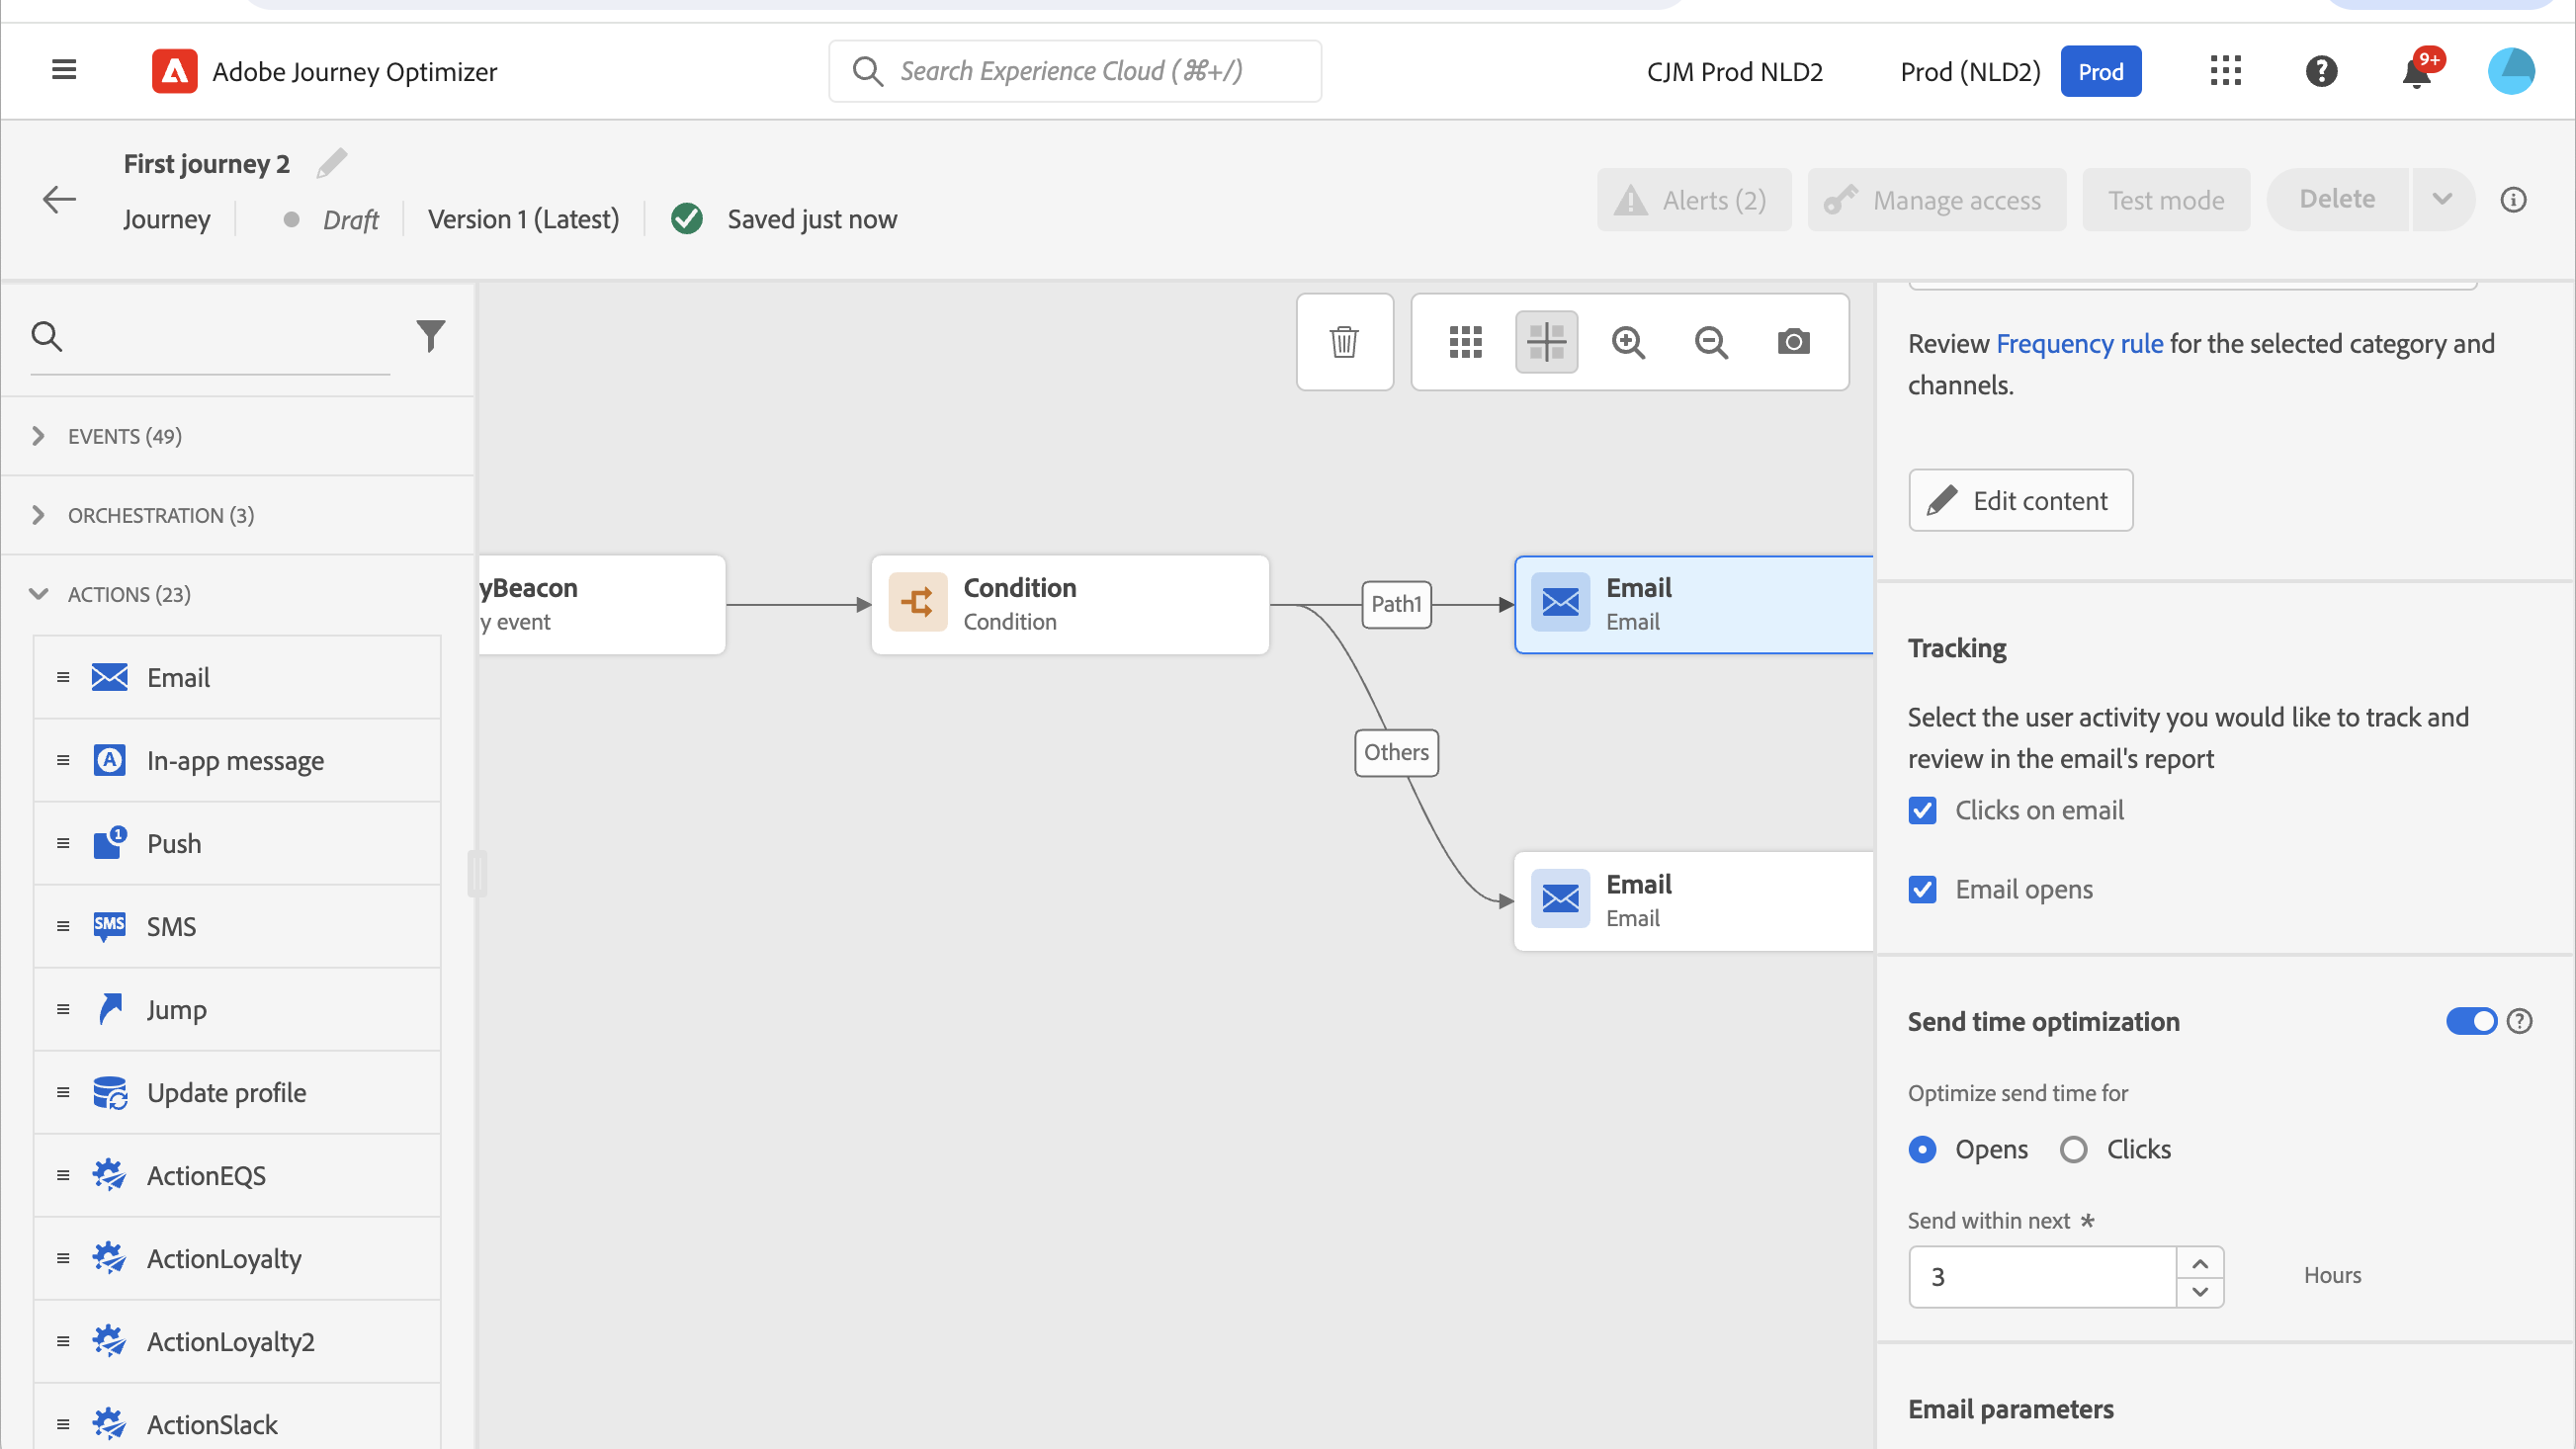 Adobe Journey Optimizer
Search Experience Cloud (⌘+/)
CJM Prod NLD2
Prod (NLD2)
Prod
9+
First journey 2
Journey
Draft
Version 1 (Latest)
Saved just now
Alerts (2)
Manage access
Test mode
Delete
EVENTS (49)
ORCHESTRATION (3)
ACTIONS (23)
Email
In-app message
Push
SMS
SMS
Jump
Update profile
ActionEQS
ActionLoyalty
ActionLoyalty2
ActionSlack
yBeacon
y event
Condition
Condition
Path1
Others
Email
Email
Email
Email
Review Frequency rule for the selected category and
channels.
Edit content
Tracking
Select the user activity you would like to track and
review in the email's report
Clicks on email
Email opens
Send time optimization
Optimize send time for
Opens
Clicks
Send within next *
3
Hours
Email parameters